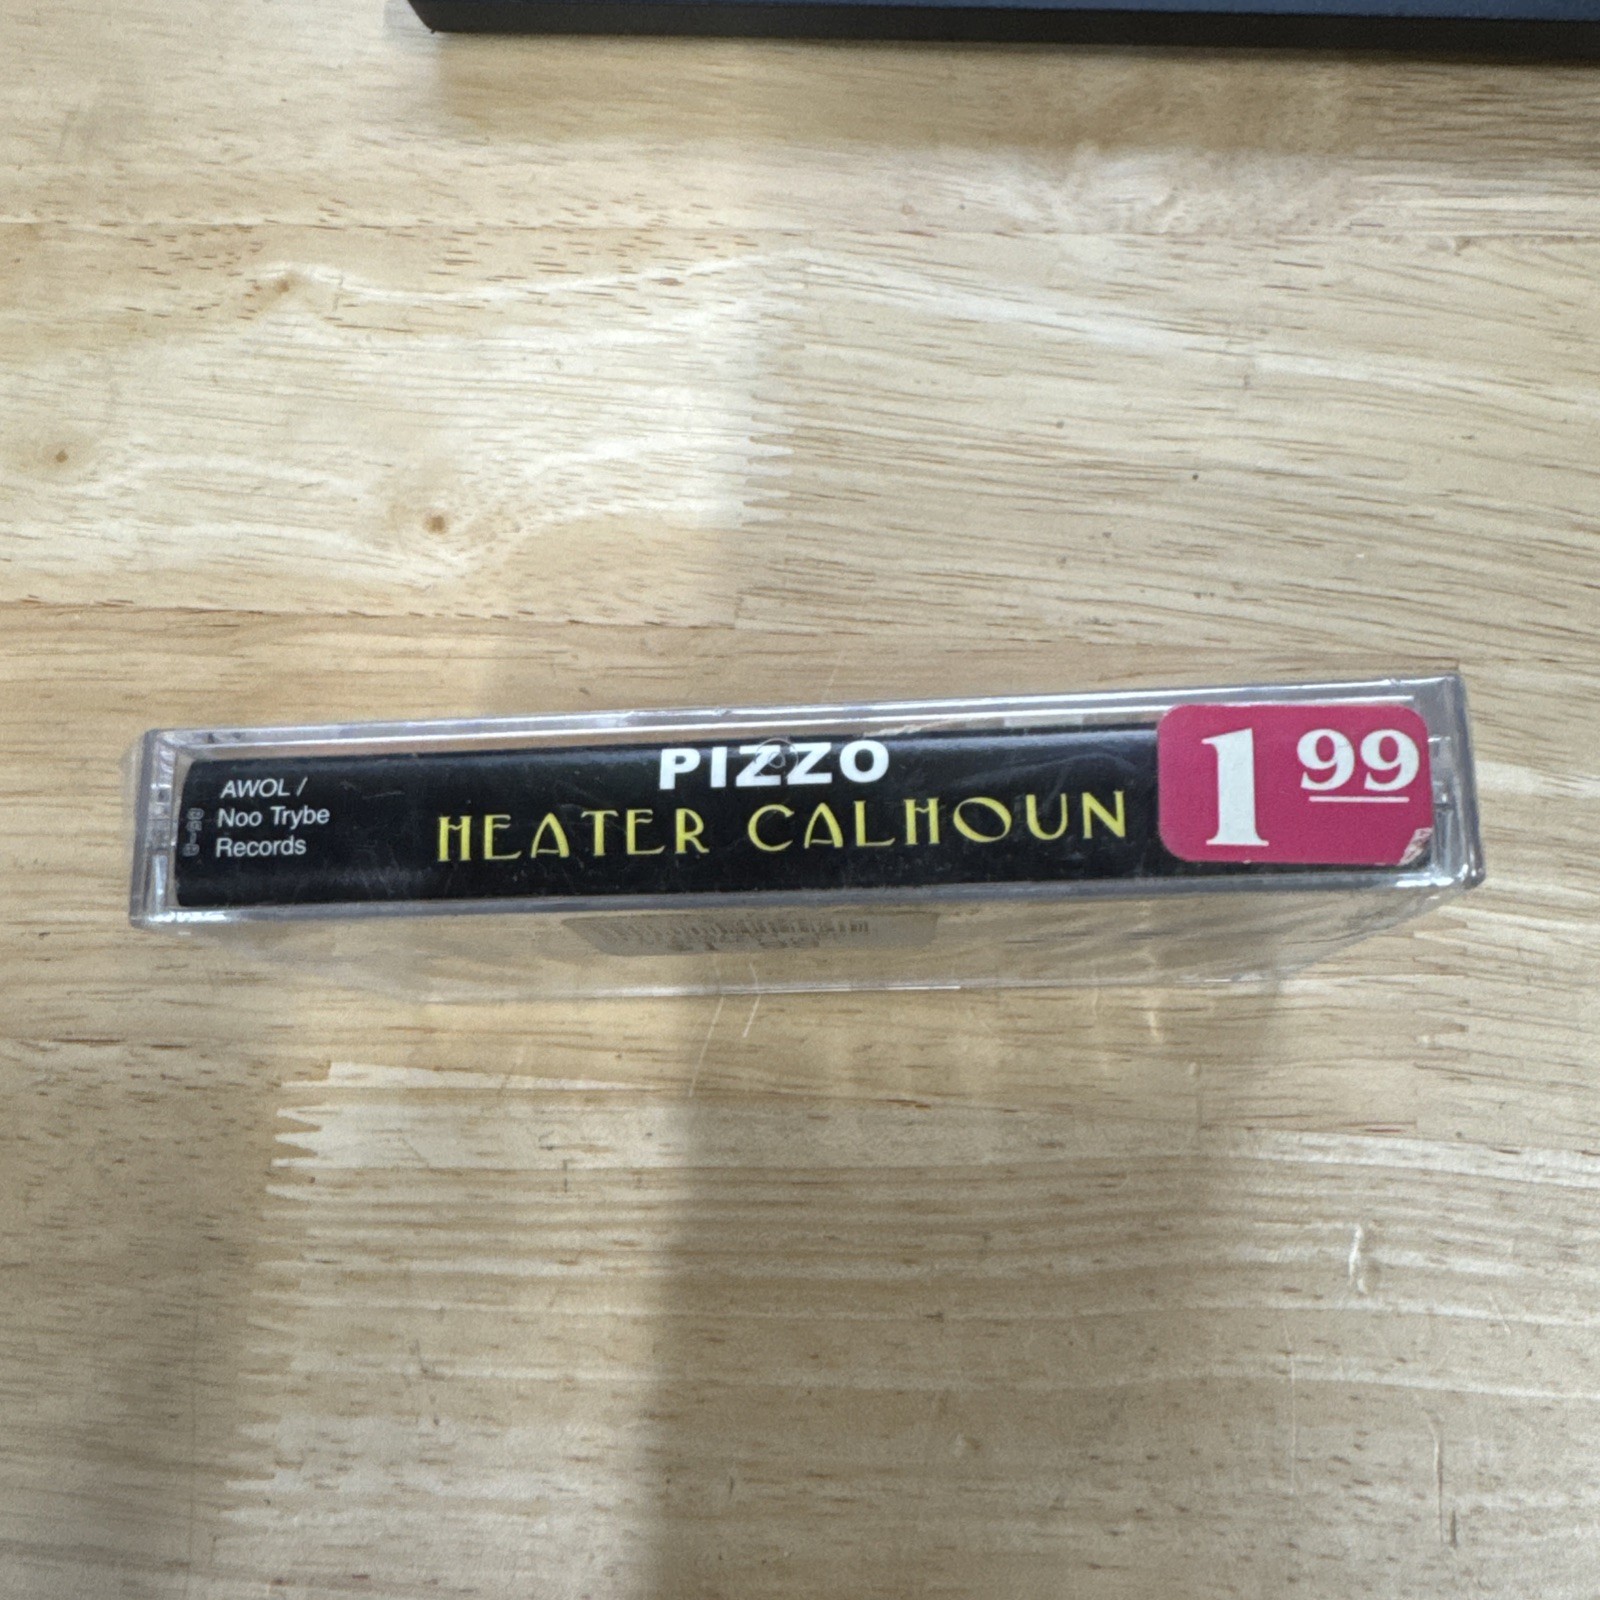 PIZZO
HEATER CALHOUN
AWOL /
Noo Trybe
Records
1 99